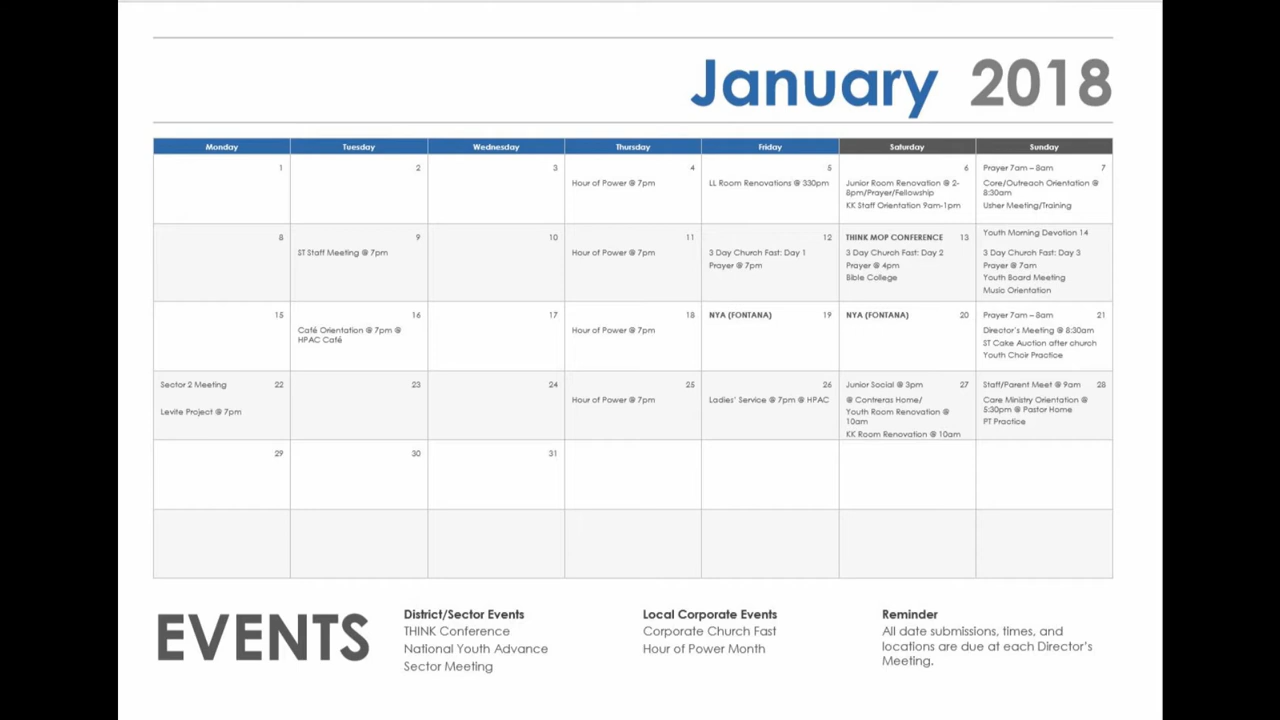 January 2018
Monday Tuesday Wednesday Thursday Friday Saturday Sunday
1
2
3
4
Hour of Power @ 7pm
5
LL Room Renovations @ 330pm
6
Junior Room Renovation @ 2-
8pm/Prayer/Fellowship
KK Staff Orientation 9am-1pm
Prayer 7am – 8am 7
Core/Outreach Orientation @
8:30am
Usher Meeting/Training
8
9
ST Staff Meeting @ 7pm
10
11
Hour of Power @ 7pm
12
3 Day Church Fast: Day 1
Prayer @ 7pm
THINK MOP CONFERENCE 13
3 Day Church Fast: Day 2
Prayer @ 4pm
Bible College
Youth Morning Devotion 14
3 Day Church Fast: Day 3
Prayer @ 7am
Youth Board Meeting
Music Orientation
15
16
Café Orientation @ 7pm @
HPAC Café
17
18
Hour of Power @ 7pm
NYA (FONTANA) 19
NYA (FONTANA) 20
Prayer 7am – 8am 21
Director's Meeting @ 8:30am
ST Cake Auction after church
Youth Choir Practice
Sector 2 Meeting 22
Levite Project @ 7pm
23
24
25
Hour of Power @ 7pm
26
Ladies' Service @ 7pm @ HPAC
Junior Social @ 3pm 27
@ Contreras Home/
Youth Room Renovation @
10am
KK Room Renovation @ 10am
Staff/Parent Meet @ 9am 28
Care Ministry Orientation @
5:30pm @ Pastor Home
PT Practice
29
30
31
EVENTS
District/Sector Events
THINK Conference
National Youth Advance
Sector Meeting
Local Corporate Events
Corporate Church Fast
Hour of Power Month
Reminder
All date submissions, times, and
locations are due at each Director's
Meeting.